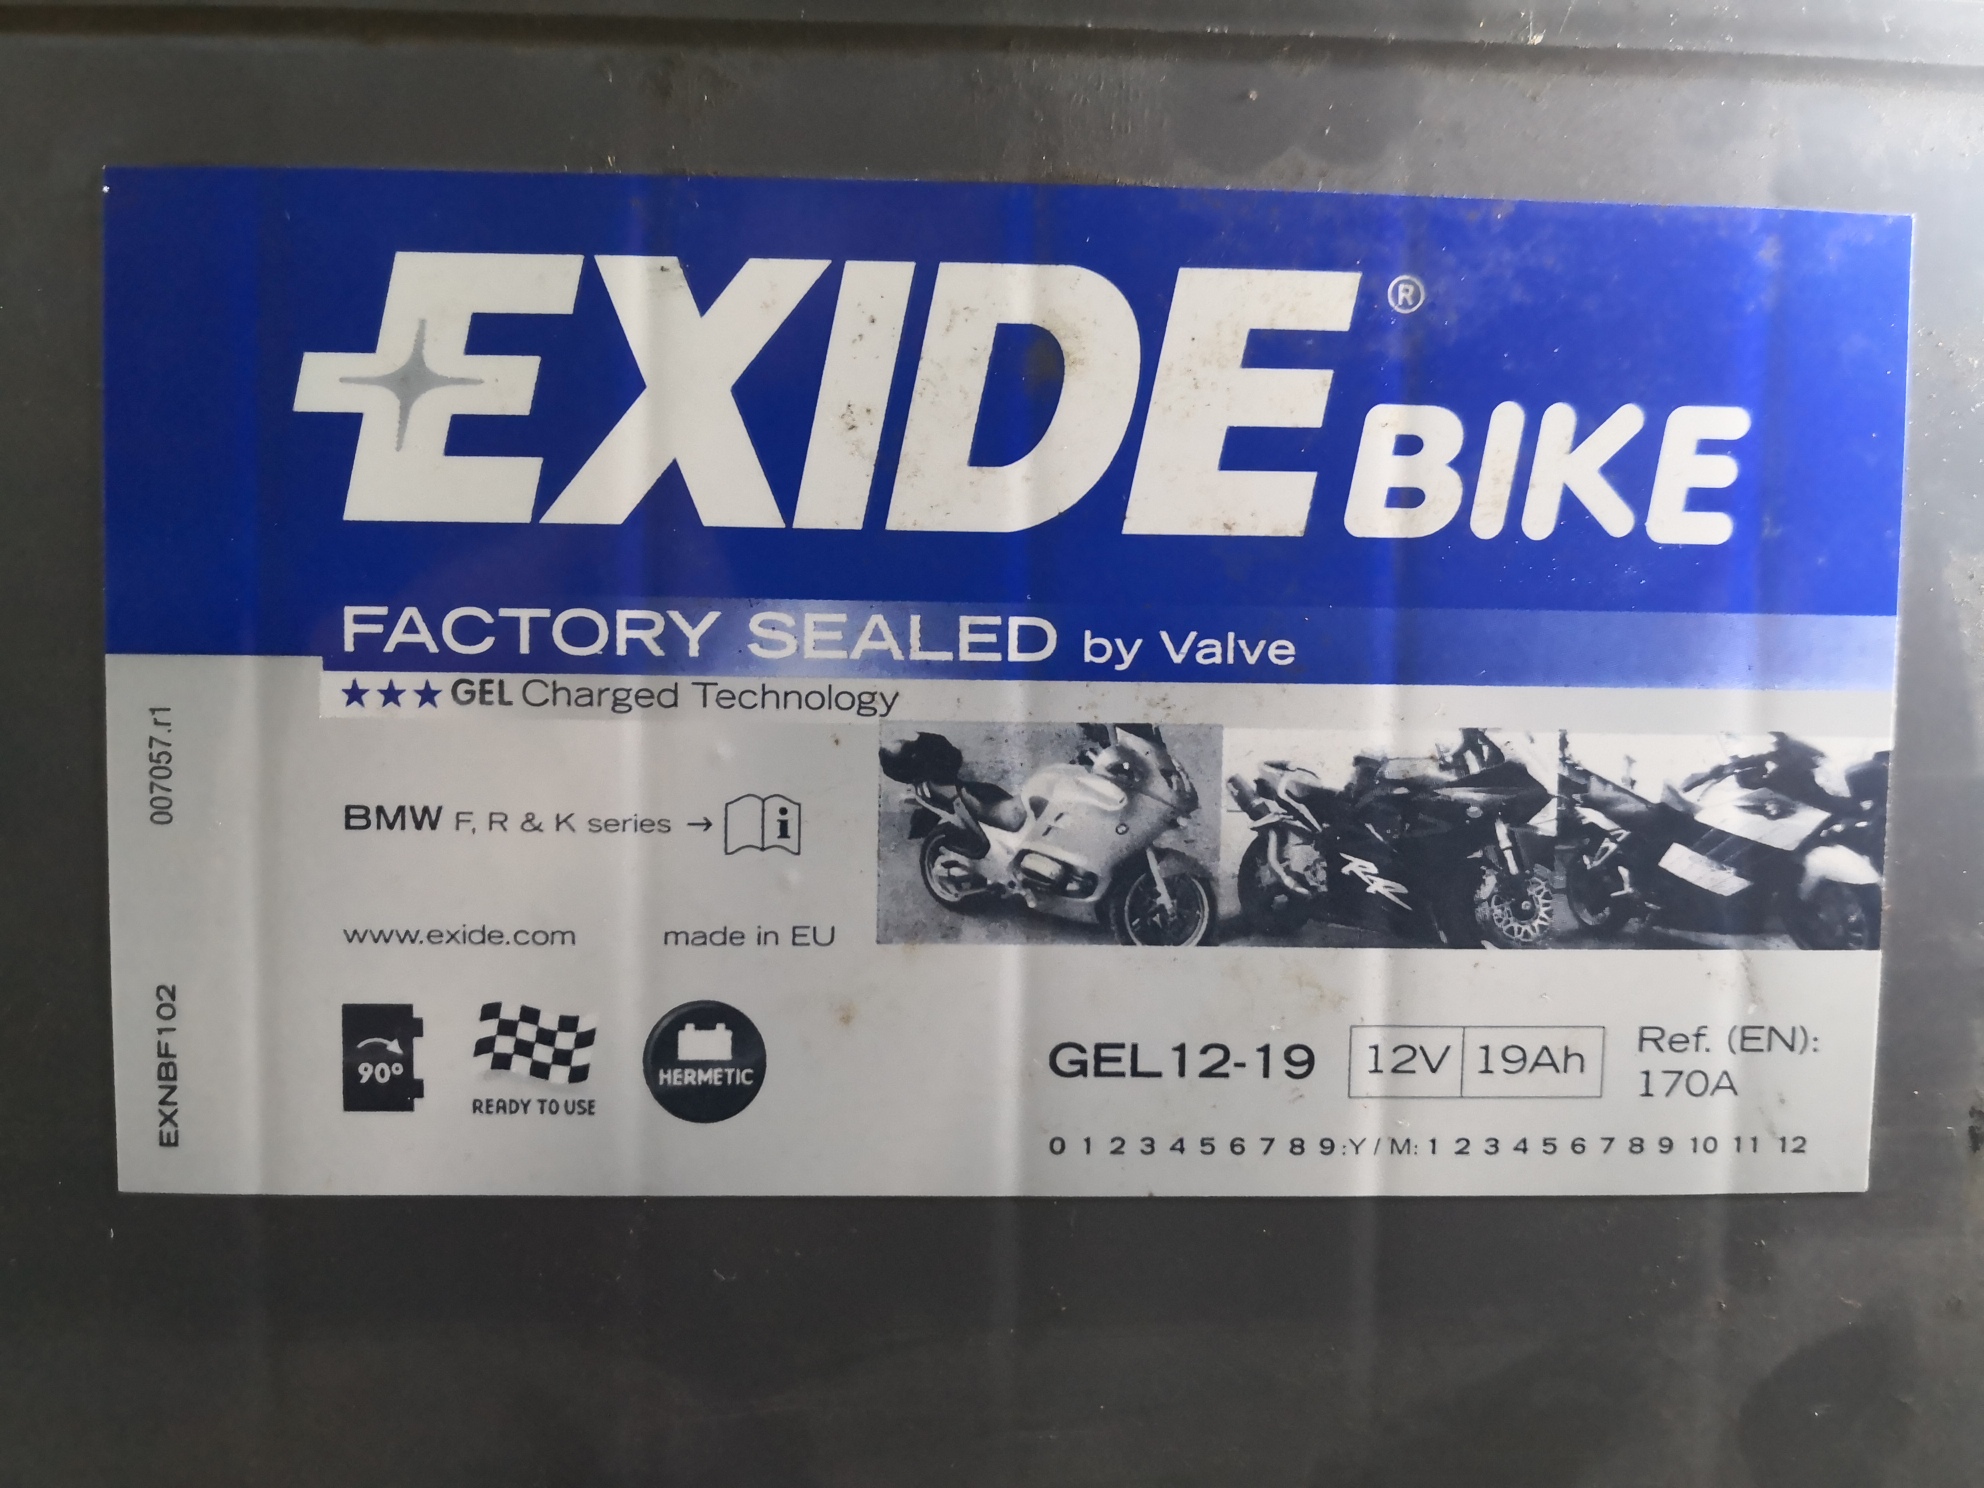 EXIDE®BIKE
FACTORY SEALED by Valve
★★★GEL Charged Technology
007057.r1
BMW F, R & K series → i
RR
www.exide.com made in EU
EXNBF102
90°
READY TO USE
HERMETIC
GEL12-19 12V 19Ah
Ref. (EN):
170A
0 1 2 3 4 5 6 7 8 9:Y/M:1 2 3 4 5 6 7 8 9 10 11 12